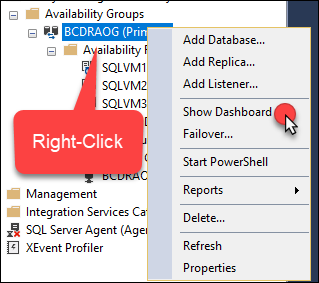 Availability Groups
BCDRAOG (Prim
Availability
SQLVM1
SQLVM2
SQLVM3
Right-Click
BCDRAO
Management
Integration Services Cat
SQL Server Agent (Agen
XEvent Profiler
Add Database...
Add Replica...
Add Listener...
Show Dashboard
Failover...
Start PowerShell
Reports
Delete...
Refresh
Properties